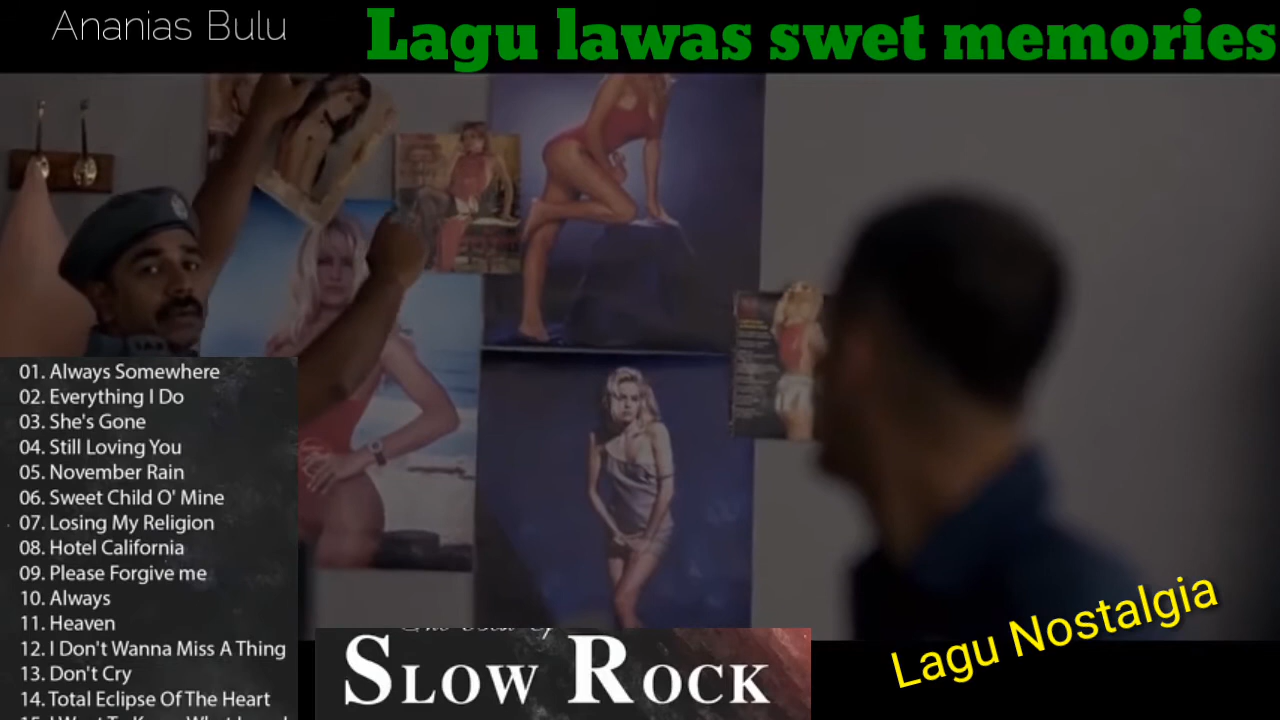 Ananias Bulu
Lagu lawas swet memories
01. Always Somewhere
02. Everything I Do
03. She's Gone
04. Still Loving You
05. November Rain
06. Sweet Child O' Mine
07. Losing My Religion
08. Hotel California
09. Please Forgive me
10. Always
11. Heaven
12. I Don't Wanna Miss A Thing
13. Don't Cry
14. Total Eclipse Of The Heart
SLOW ROCK
Lagu Nostalgia